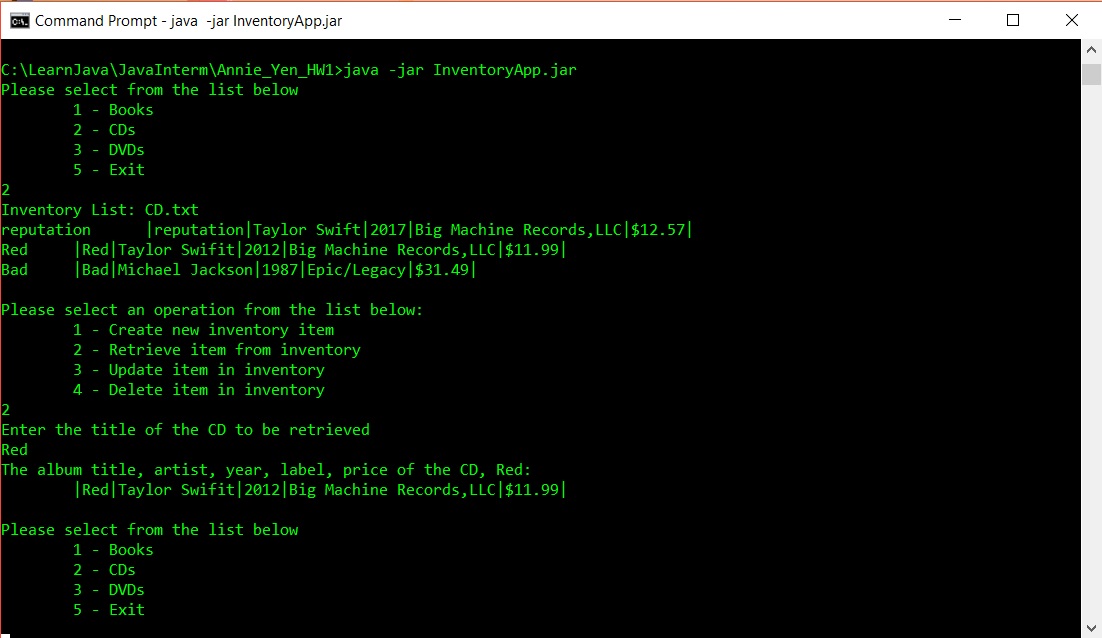 Command Prompt - java  -jar InventoryApp.jar
C:\LearnJava\JavaInterm\Annie_Yen_HW1>java -jar InventoryApp.jar
Please select from the list below
        1 - Books
        2 - CDs
        3 - DVDs
        5 - Exit
2
Inventory List: CD.txt
reputation      |reputation|Taylor Swift|2017|Big Machine Records,LLC|$12.57|
Red     |Red|Taylor Swifit|2012|Big Machine Records,LLC|$11.99|
Bad     |Bad|Michael Jackson|1987|Epic/Legacy|$31.49|
Please select an operation from the list below:
        1 - Create new inventory item
        2 - Retrieve item from inventory
        3 - Update item in inventory
        4 - Delete item in inventory
2
Enter the title of the CD to be retrieved
Red
The album title, artist, year, label, price of the CD, Red:
        |Red|Taylor Swifit|2012|Big Machine Records,LLC|$11.99|
Please select from the list below
        1 - Books
        2 - CDs
        3 - DVDs
        5 - Exit